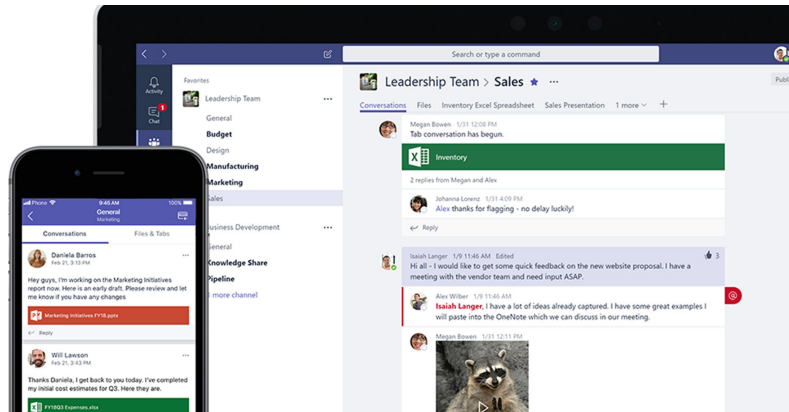 Search or type a command
Activity
Chat
1
Favorites
Leadership Team
General
Budget
Design
Manufacturing
Marketing
Sales
Business Development
General
Knowledge Share
Pipeline
1 more channel
Leadership Team > Sales
Publi
Conversations Files Inventory Excel Spreadsheet Sales Presentation 1 more
Megan Bowen 1/31 12:08 PM
Tab conversation has begun.
Inventory
2 replies from Megan and Alex
Johanna Lorenz 1/31 4:09 PM
Alex thanks for flagging - no delay luckily!
Reply
Isaiah Langer 1/9 11:46 AM Edited
3
Hi all - I would like to get some quick feedback on the new website proposal. I have a
meeting with the vendor team and need input ASAP.
Alex Wilber 1/9 11:46 AM
Isaiah Langer, I have a lot of ideas already captured. I have some great examples I
will paste into the OneNote which we can discuss in our meeting.
@
Megan Bowen 1/31 12:11 PM
Phone 9:45 AM 100%
General
Marketing
Conversations Files & Tabs
Daniela Barros
Feb 21, 3:13 PM
Hey guys, I'm working on the Marketing Initiatives
report now. Here is an early draft. Please review and let
me know if you have any changes
Marketing Initiatives FY18.pptx
Reply
Will Lawson
Feb 21, 3:43 PM
Thanks Daniela, I get back to you today. I've completed
my initial cost estimates for Q3. Here they are.
FY18Q3 Expenses.xlsx